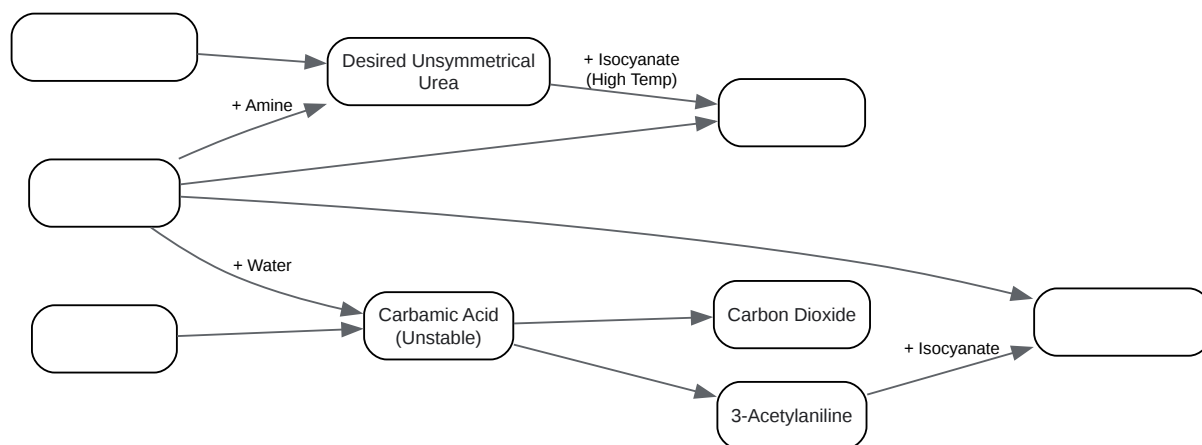 Desired Unsymmetrical
Urea
+ Isocyanate
(High Temp)
+ Amine
+ Water
Carbamic Acid
(Unstable)
Carbon Dioxide
+ Isocyanate
3-Acetylaniline